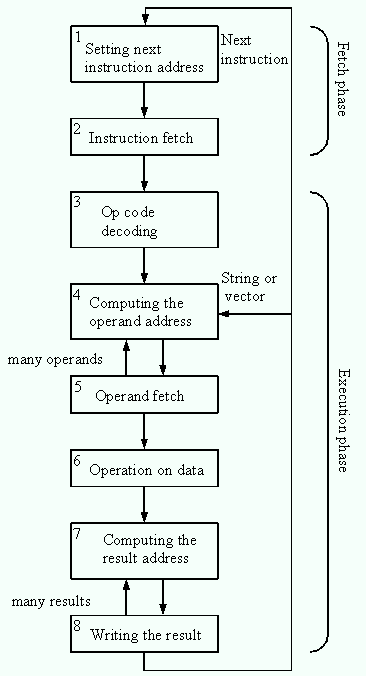 1
Setting next
instruction address
Next
instruction
Fetch phase
2
Instruction fetch
3
Op code
decoding
4
Computing the
operand address
String or
vector
many operands
5
Operand fetch
Execution phase
6
Operation on data
7
Computing the
result address
many results
8
Writing the result